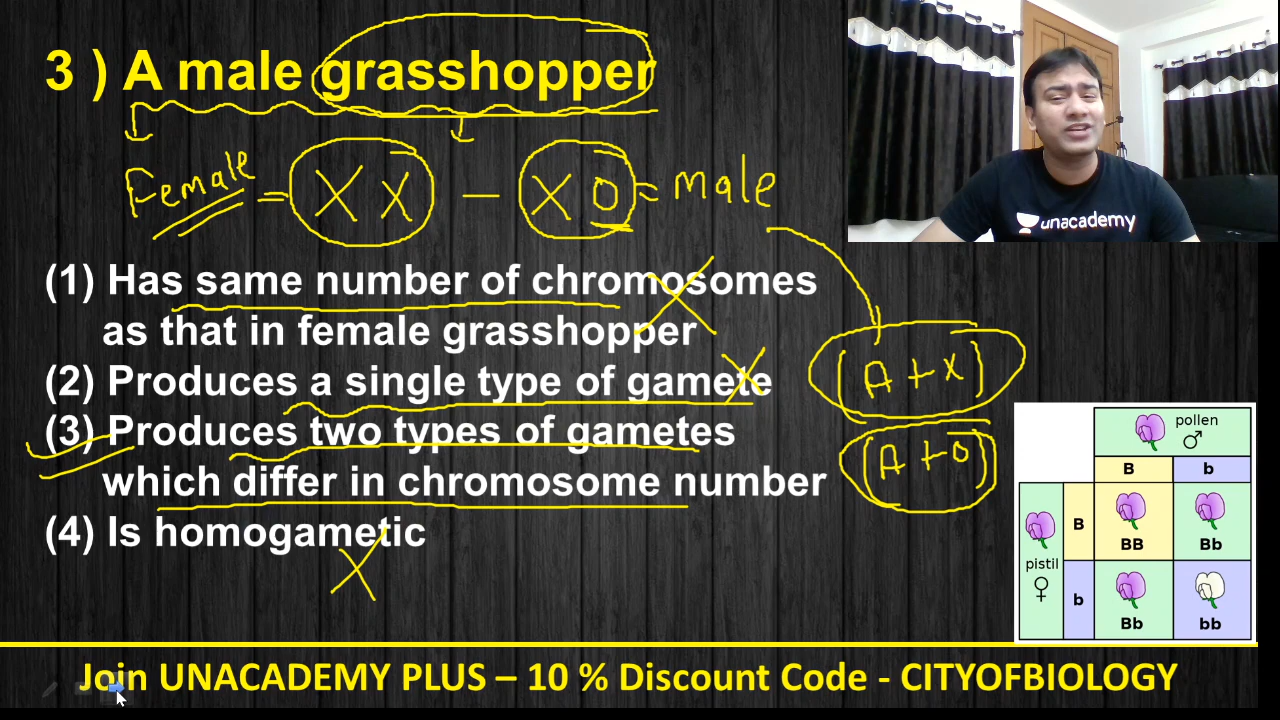 3 ) A male grasshopper
Female = X X – X O = male
(1) Has same number of chromosomes
as that in female grasshopper
(2) Produces a single type of gamete
(3) Produces two types of gametes
which differ in chromosome number
(4) Is homogametic
(A + X)
(A + O)
unacademy
pollen
♂
B b
B BB Bb
pistil
♀
b Bb bb
Join UNACADEMY PLUS – 10 % Discount Code - CITYOFBIOLOGY